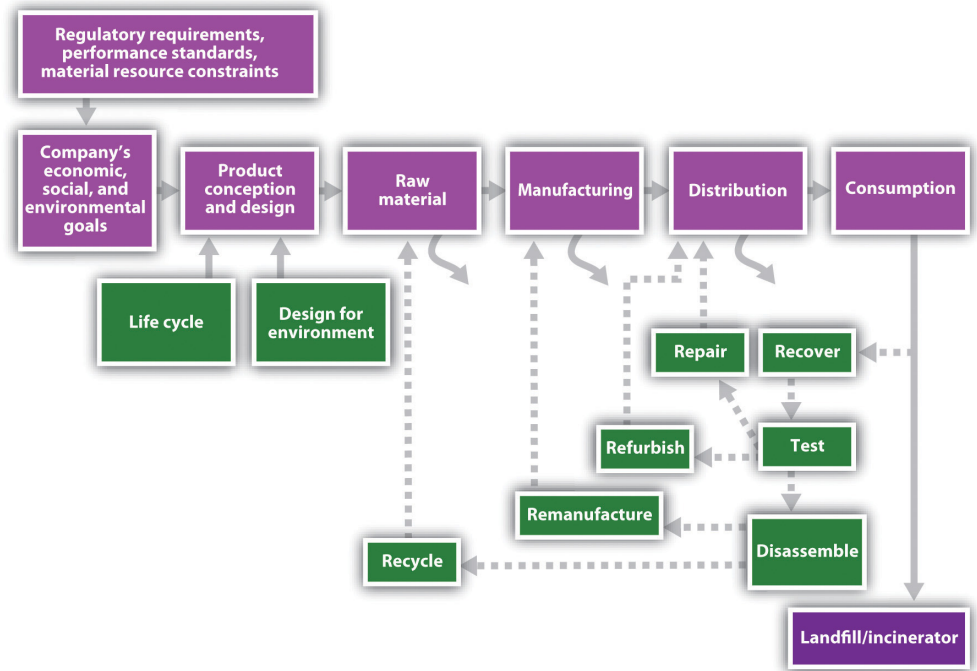 Regulatory requirements,
performance standards,
material resource constraints
Company's
economic,
social, and
environmental
goals
Product
conception
and design
Raw
material
Manufacturing
Distribution
Consumption
Life cycle
Design for
environment
Repair
Recover
Refurbish
Test
Remanufacture
Disassemble
Recycle
Landfill/incinerator